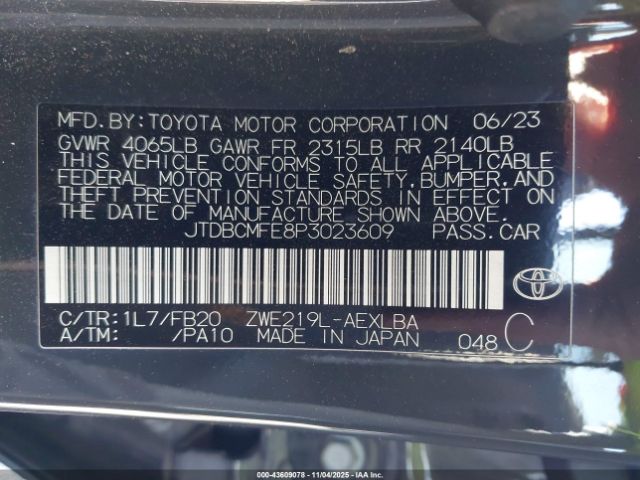 MFD.BY:TOYOTA MOTOR CORPORATION 06/23
GVWR 4065LB GAWR FR 2315LB RR 2140LB
THIS VEHICLE CONFORMS TO ALL APPLICABLE
FEDERAL MOTOR VEHICLE SAFETY,BUMPER,AND
THEFT PREVENTION STANDARDS IN EFFECT ON
THE DATE OF MANUFACTURE SHOWN ABOVE.
JTDBCMFE8P3023609 PASS.CAR
C/TR:1L7/FB20 ZWE219L-AEXLBA
A/TM: /PA10 MADE IN JAPAN 048 C
000-43609078 - 11/04/2025 - IAAI.COM